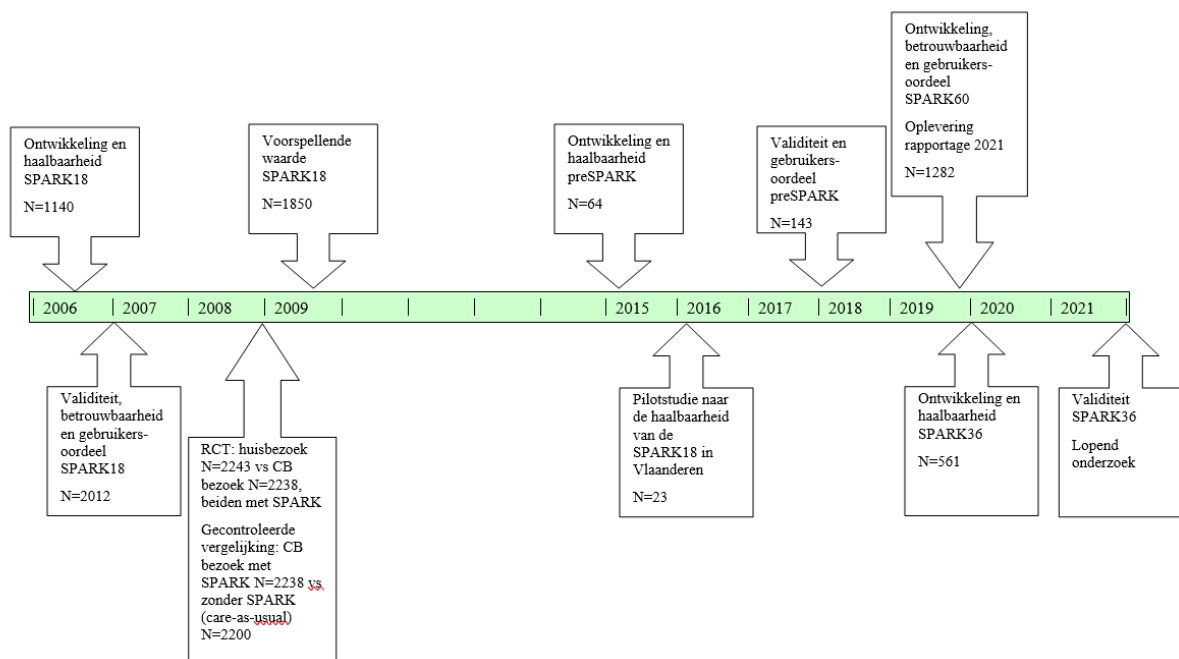 Ontwikkeling en
haalbaarheid
SPARK18
N=1140
Voorspellende
waarde
SPARK18
N=1850
Ontwikkeling en
haalbaarheid
preSPARK
N=64
Validiteit en
gebruikers-
oordeel
preSPARK
N=143
Ontwikkeling,
betrouwbaarheid
en gebruikers-
oordeel
SPARK60
Oplevering
rapportage 2021
N=1282
2006 2007 2008 2009 2015 2016 2017 2018 2019 2020 2021
Validiteit,
betrouwbaarheid
en gebruikers-
oordeel
SPARK18
N=2012
RCT: huisbezoek
N=2243 vs CB
bezoek N=2238,
beiden met SPARK
Gecontroleerde
vergelijking: CB
bezoek met
SPARK N=2238 vs
zonder SPARK
(care-as-usual)
N=2200
Pilotstudie naar
de haalbaarheid
van de
SPARK18 in
Vlaanderen
N=23
Ontwikkeling en
haalbaarheid
SPARK36
N=561
Validiteit
SPARK36
Lopend
onderzoek